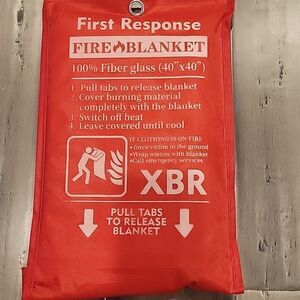 First Response
FIRE BLANKET
100% Fiber glass (40"x40")
1. Pull tabs to release blanket
2. Cover burning material
completely with the blanket
3. Switch off heat
4. Leave covered until cool
IF CLOTHING IS ON FIRE
•force victim to the ground
•Wrap victim with blanket
•Call emergency services
XBR
PULL TABS
TO RELEASE
BLANKET